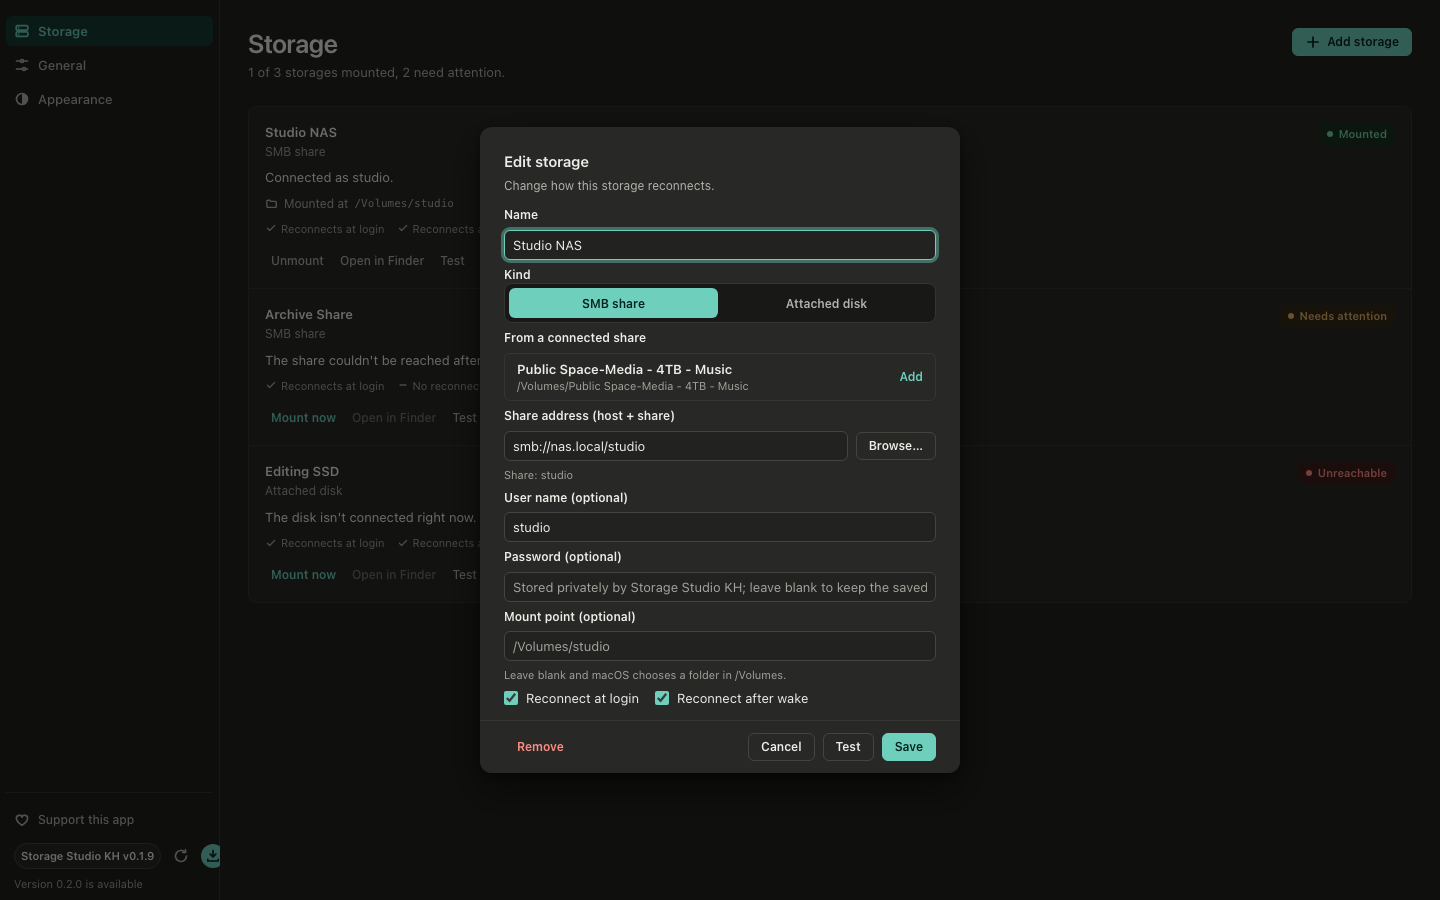 Storage
General
Appearance
Support this app
Storage Studio KH v0.1.9
Version 0.2.0 is available
Storage
1 of 3 storages mounted, 2 need attention.
Add storage
Studio NAS
SMB share
Connected as studio.
Mounted at /Volumes/studio
Reconnects at login
Reconnects
Unmount
Open in Finder
Test
Mounted
Archive Share
SMB share
The share couldn't be reached after
Reconnects at login
No reconnec
Mount now
Open in Finder
Test
Needs attention
Editing SSD
Attached disk
The disk isn't connected right now.
Reconnects at login
Reconnects
Mount now
Open in Finder
Test
Unreachable
Edit storage
Change how this storage reconnects.
Name
Studio NAS
Kind
SMB share
Attached disk
From a connected share
Public Space-Media - 4TB - Music
/Volumes/Public Space-Media - 4TB - Music
Add
Share address (host + share)
smb://nas.local/studio
Browse...
Share: studio
User name (optional)
studio
Password (optional)
Stored privately by Storage Studio KH; leave blank to keep the saved
Mount point (optional)
/Volumes/studio
Leave blank and macOS chooses a folder in /Volumes.
Reconnect at login
Reconnect after wake
Remove
Cancel
Test
Save